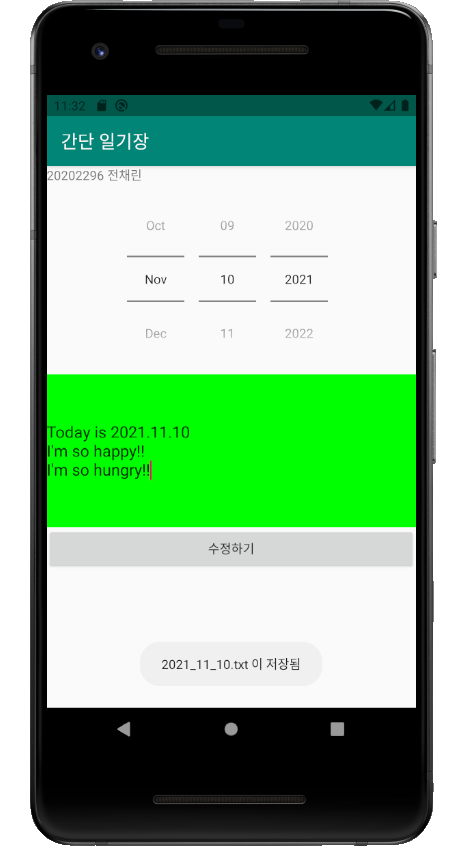 11:32
간단 일기장
20202296 전채린
Oct 09 2020
Nov 10 2021
Dec 11 2022
Today is 2021.11.10
I'm so happy!!
I'm so hungry!!
수정하기
2021_11_10.txt 이 저장됨